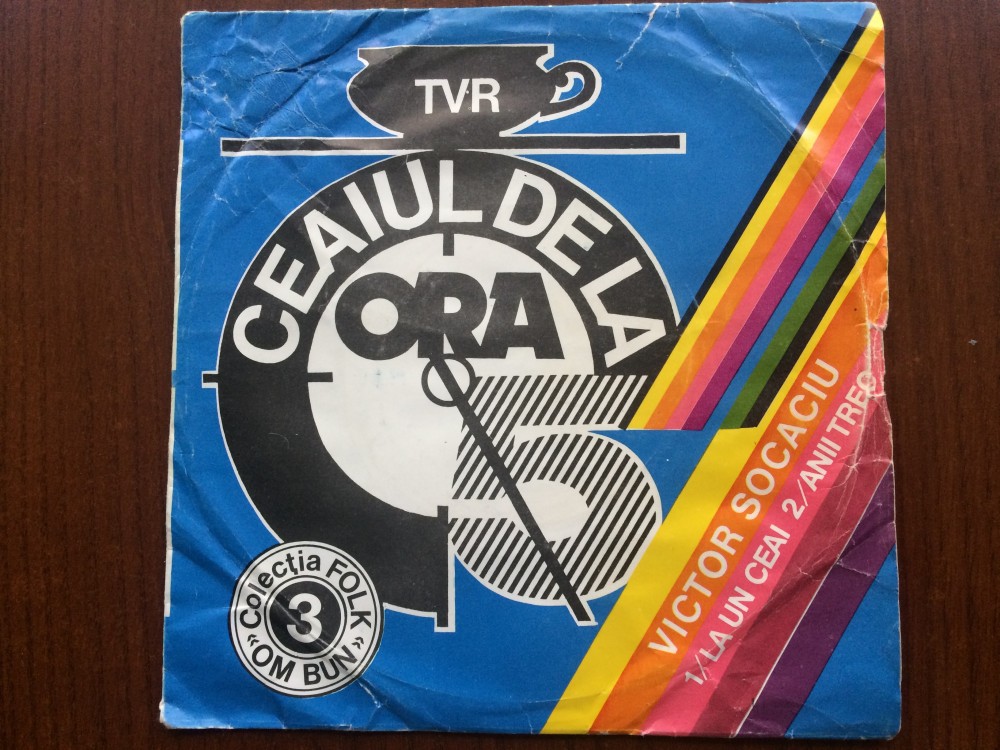 TVR
CEAIUL DE LA
ORA
5
VICTOR SOCACIU
1/LA UN CEAI 2/ANII TREC
Colecția FOLK
3
«OM BUN»